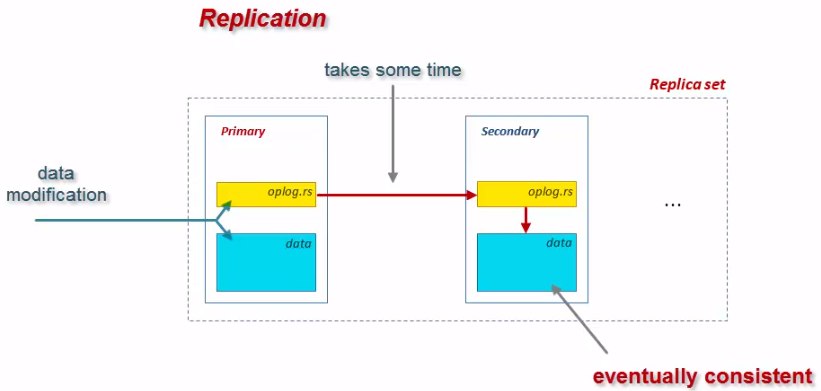 Replication
takes some time
Replica set
Primary
Secondary
data
modification
oplog.rs
oplog.rs
...
data
data
eventually consistent